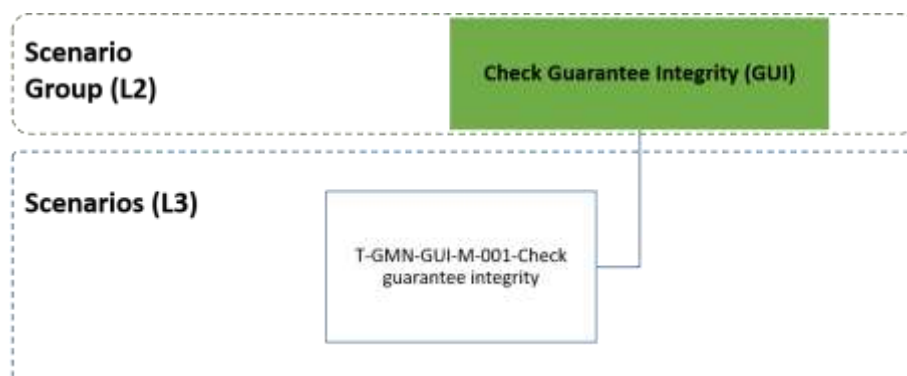 Scenario
Group (L2)
Check Guarantee Integrity (GUI)
Scenarios (L3)
T-GMN-GUI-M-001-Check
guarantee integrity